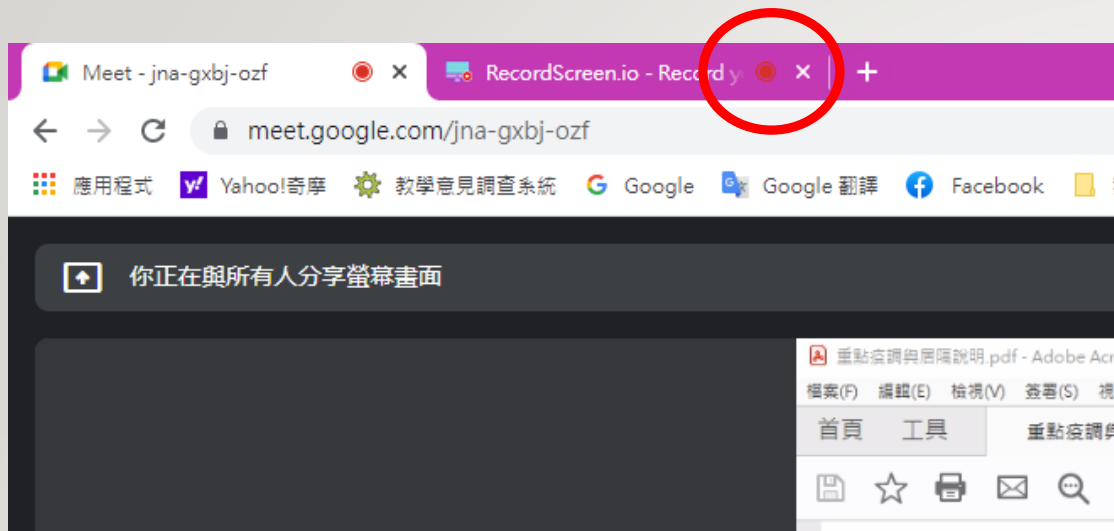 Meet - jna-gxbj-ozf RecordScreen.io - Record y
meet.google.com/jna-gxbj-ozf
應用程式 Yahoo!奇摩 教學意見調查系統 Google Google 翻譯 Facebook
你正在與所有人分享螢幕畫面
重點疫調與居隔說明.pdf - Adobe Acr
檔案(F) 編輯(E) 檢視(V) 簽署(S) 視
首頁 工具 重點疫調與